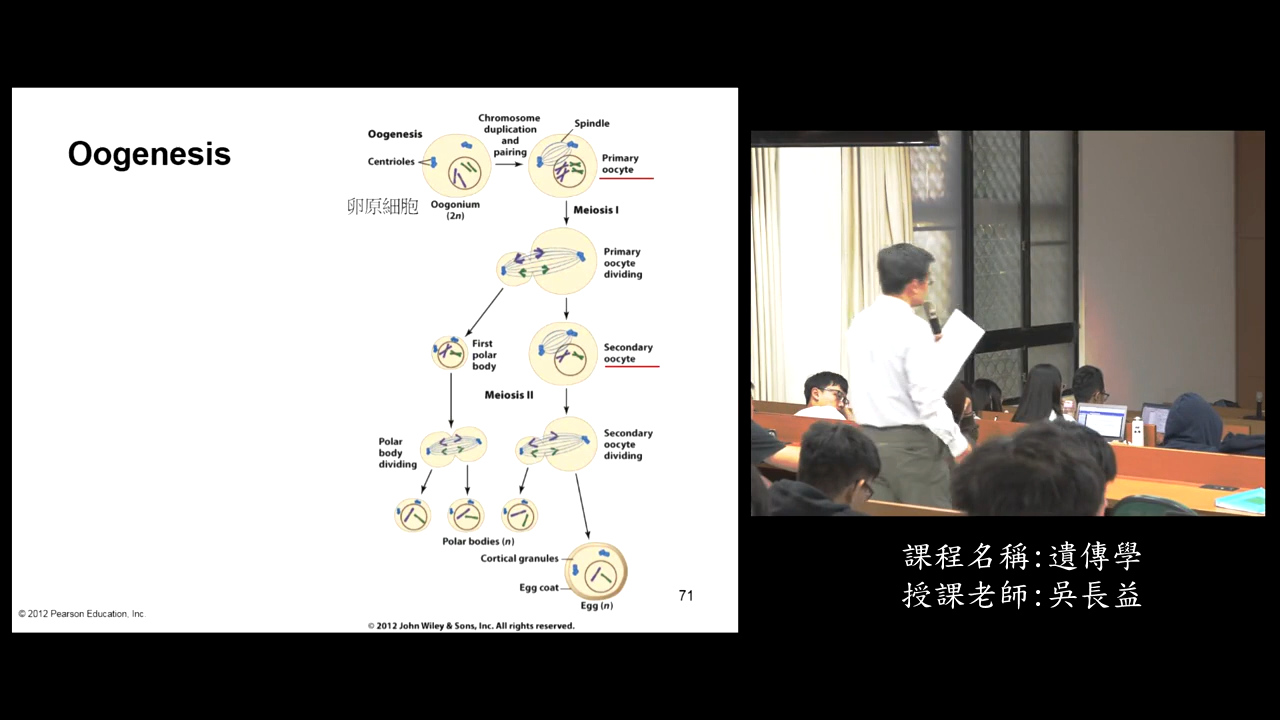 Oogenesis
Oogenesis
Centrioles
卵原細胞
Oogonium
(2n)
Chromosome
duplication
and
pairing
Spindle
Primary
oocyte
Meiosis I
Primary
oocyte
dividing
First
polar
body
Secondary
oocyte
Meiosis II
Polar
body
dividing
Secondary
oocyte
dividing
Polar bodies (n)
Cortical granules
Egg coat
Egg (n)
71
© 2012 Pearson Education, Inc.
© 2012 John Wiley & Sons, Inc. All rights reserved.
課程名稱:遺傳學
授課老師:吳長益